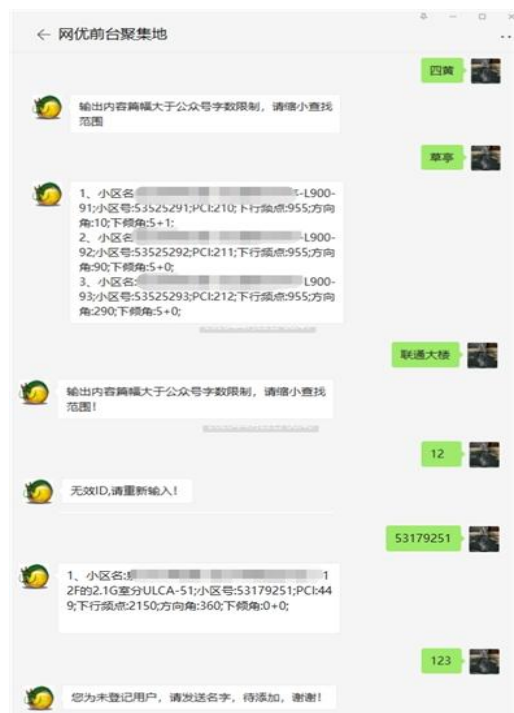 网优前台聚集地
四黄
输出内容篇幅大于公众号字数限制，请缩小查找
范围
草亭
1、小区名
-L900-
91;小区号:53525291;PCI:210;下行频点:955;方向
角:10;下倾角:5+1;
2、小区名
-L900-
92;小区号:53525292;PCI:211;下行频点:955;方向
角:90;下倾角:5+0;
3、小区名:
L900-
93;小区号:53525293;PCI:212;下行频点:955;方向
角:290;下倾角:5+0;
联通大楼
输出内容篇幅大于公众号字数限制，请缩小查找
范围！
12
无效ID,请重新输入！
53179251
1、小区名:
1
2F的2.1G室分ULCA-51;小区号:53179251;PCI:44
9;下行频点:2150;方向角:360;下倾角:0+0;
123
您为未登记用户，请发送名字，待添加，谢谢！